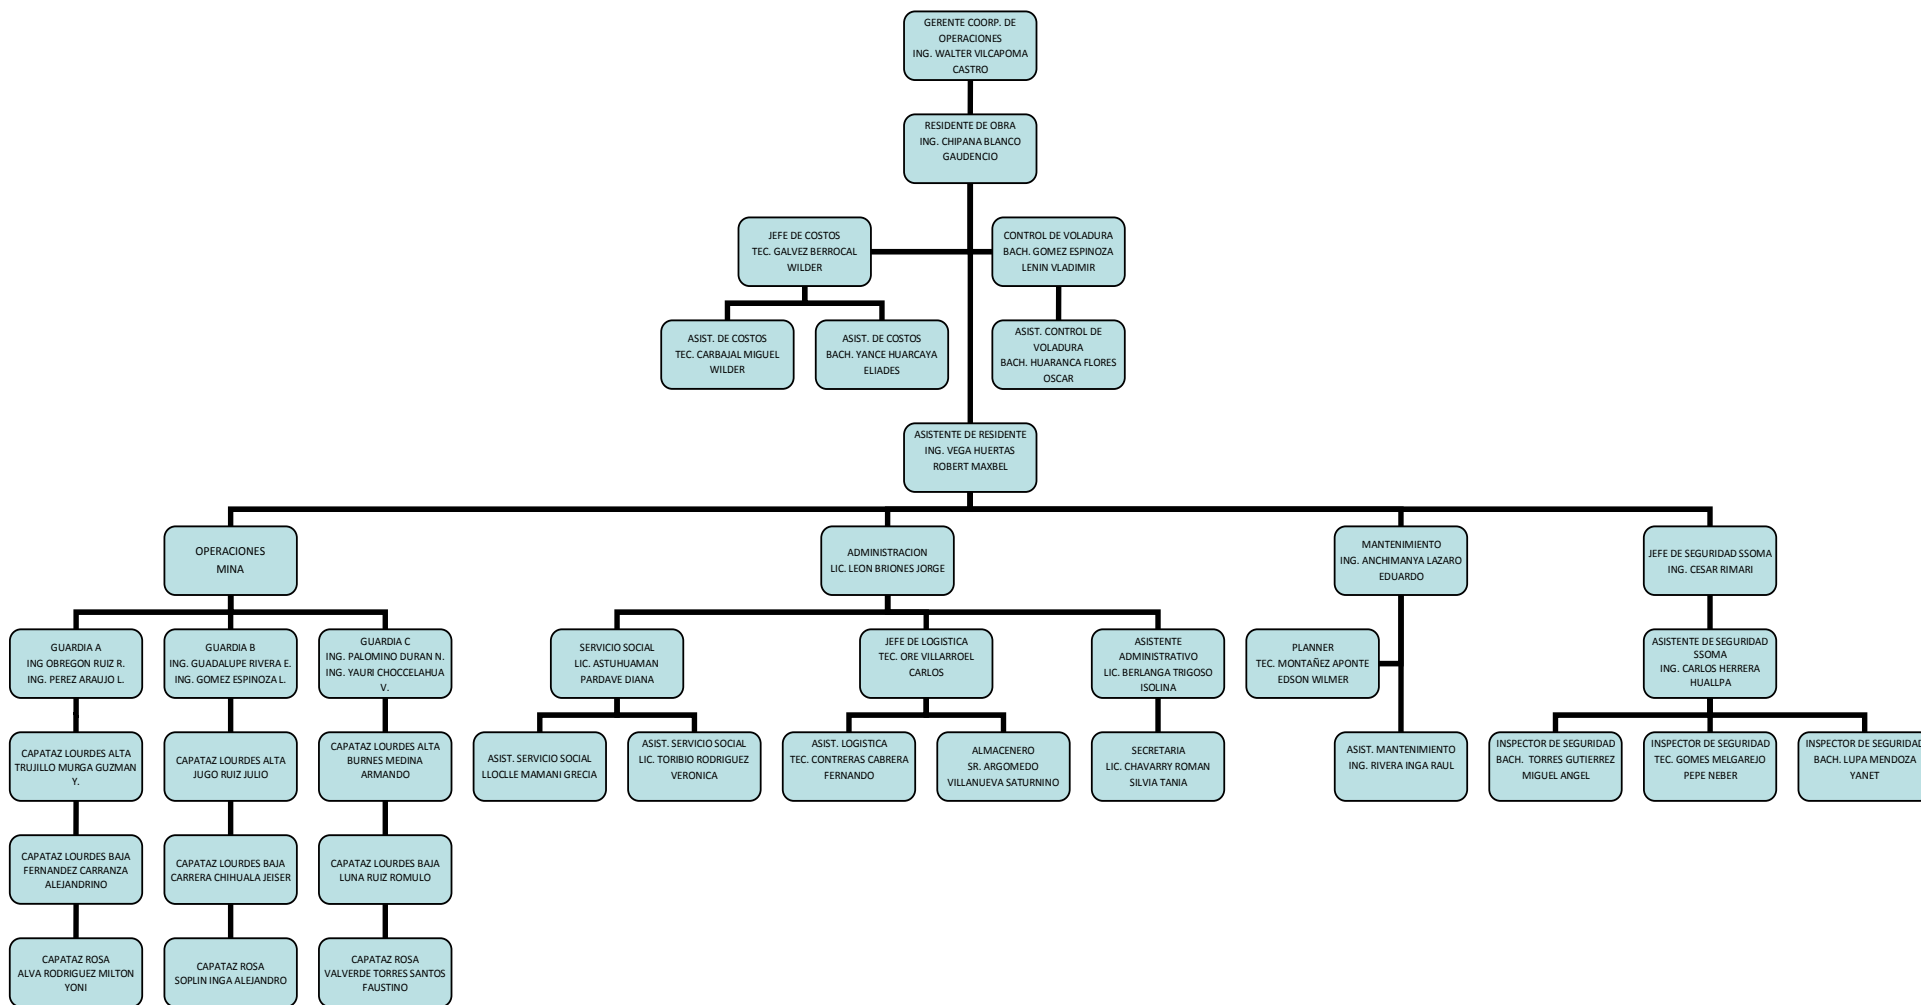 GERENTE COORP. DE
OPERACIONES
ING. WALTER VILCAPOMA
CASTRO
RESIDENTE DE OBRA
ING. CHIPANA BLANCO
GAUDENCIO
JEFE DE COSTOS
TEC. GALVEZ BERROCAL
WILDER
CONTROL DE VOLADURA
BACH. GOMEZ ESPINOZA
LENIN VLADIMIR
ASIST. DE COSTOS
TEC. CARBAJAL MIGUEL
WILDER
ASIST. DE COSTOS
BACH. YANCE HUARCAYA
ELIADES
ASIST. CONTROL DE
VOLADURA
BACH. HUARANCA FLORES
OSCAR
ASISTENTE DE RESIDENTE
ING. VEGA HUERTAS
ROBERT MAXBEL
OPERACIONES
MINA
ADMINISTRACION
LIC. LEON BRIONES JORGE
MANTENIMIENTO
ING. ANCHIMANYA LAZARO
EDUARDO
JEFE DE SEGURIDAD SSOMA
ING. CESAR RIMARI
GUARDIA A
ING OBREGON RUIZ R.
ING. PEREZ ARAUJO L.
GUARDIA B
ING. GUADALUPE RIVERA E.
ING. GOMEZ ESPINOZA L.
GUARDIA C
ING. PALOMINO DURAN N.
ING. YAURI CHOCCELAHUA
V.
SERVICIO SOCIAL
LIC. ASTUHUAMAN
PARDAVE DIANA
JEFE DE LOGISTICA
TEC. ORE VILLARROEL
CARLOS
ASISTENTE
ADMINISTRATIVO
LIC. BERLANGA TRIGOSO
ISOLINA
PLANNER
TEC. MONTAÑEZ APONTE
EDSON WILMER
ASISTENTE DE SEGURIDAD
SSOMA
ING. CARLOS HERRERA
HUALLPA
CAPATAZ LOURDES ALTA
TRUJILLO MURGA GUZMAN
Y.
CAPATAZ LOURDES ALTA
JUGO RUIZ JULIO
CAPATAZ LOURDES ALTA
BURNES MEDINA
ARMANDO
ASIST. SERVICIO SOCIAL
LLOCLLE MAMANI GRECIA
ASIST. SERVICIO SOCIAL
LIC. TORIBIO RODRIGUEZ
VERONICA
ASIST. LOGISTICA
TEC. CONTRERAS CABRERA
FERNANDO
ALMACENERO
SR. ARGOMEDO
VILLANUEVA SATURNINO
SECRETARIA
LIC. CHAVARRY ROMAN
SILVIA TANIA
ASIST. MANTENIMIENTO
ING. RIVERA INGA RAUL
INSPECTOR DE SEGURIDAD
BACH. TORRES GUTIERREZ
MIGUEL ANGEL
INSPECTOR DE SEGURIDAD
TEC. GOMES MELGAREJO
PEPE NEBER
INSPECTOR DE SEGURIDAD
BACH. LUPA MENDOZA
YANET
CAPATAZ LOURDES BAJA
FERNANDEZ CARRANZA
ALEJANDRINO
CAPATAZ LOURDES BAJA
CARRERA CHIHUALA JEISER
CAPATAZ LOURDES BAJA
LUNA RUIZ ROMULO
CAPATAZ ROSA
ALVA RODRIGUEZ MILTON
YONI
CAPATAZ ROSA
SOPLIN INGA ALEJANDRO
CAPATAZ ROSA
VALVERDE TORRES SANTOS
FAUSTINO